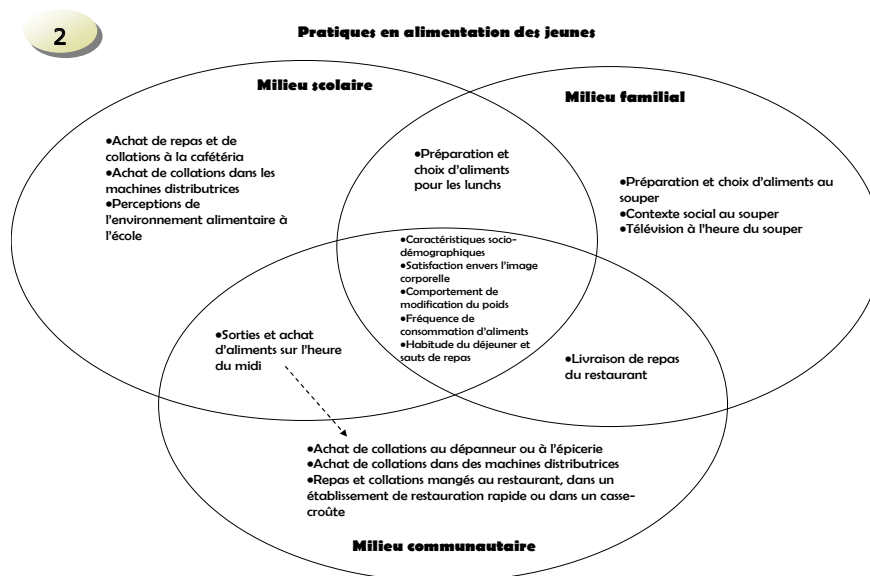 2
Pratiques en alimentation des jeunes
Milieu scolaire
Milieu familial
•Achat de repas et de
collations à la cafétéria
•Achat de collations dans les
machines distributrices
•Perceptions de
l'environnement alimentaire à
l'école
•Préparation et
choix d'aliments
pour les lunchs
•Préparation et choix d'aliments au
souper
•Contexte social au souper
•Télévision à l'heure du souper
•Caractéristiques socio-
démographiques
•Satisfaction envers l'image
corporelle
•Comportement de
modification du poids
•Fréquence de
consommation d'aliments
•Habitude du déjeuner et
sauts de repas
•Sorties et achat
d'aliments sur l'heure
du midi
•Livraison de repas
du restaurant
•Achat de collations au dépanneur ou à l'épicerie
•Achat de collations dans des machines distributrices
•Repas et collations mangés au restaurant, dans un
établissement de restauration rapide ou dans un casse-
croûte
Milieu communautaire